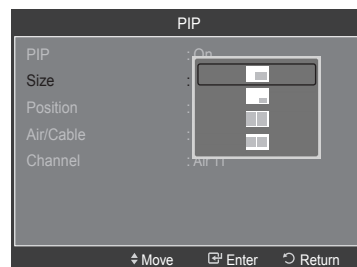 PIP
PIP : On
Size :
Position :
Air/Cable :
Channel : Air 11
Move Enter Return